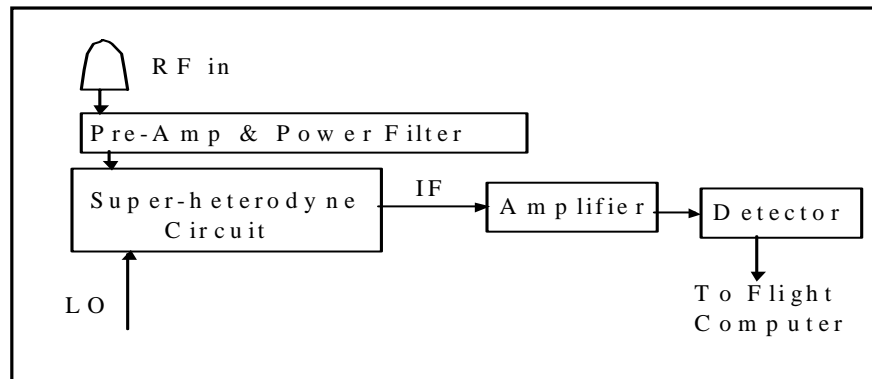 RF in
Pre-Amp & Power Filter
Super-heterodyne
Circuit
IF
Amplifier
Detector
LO
To Flight
Computer